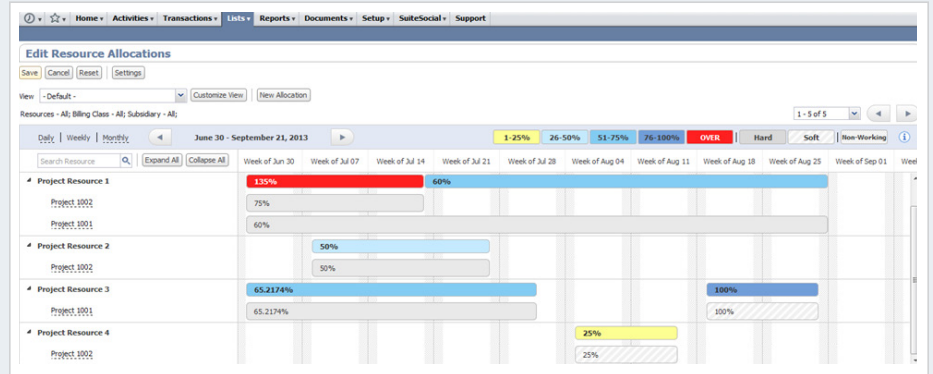 Home Activities Transactions Lists Reports Documents Setup SuiteSocial Support
Edit Resource Allocations
Save Cancel Reset Settings
View - Default - Customize View New Allocation
Resources - All; Billing Class - All; Subsidiary - All;
1 - 5 of 5
Daily Weekly Monthly June 30 - September 21, 2013 1-25% 26-50% 51-75% 76-100% OVER Hard Soft Non-Working
Search Resource Expand All Collapse All Week of Jun 30 Week of Jul 07 Week of Jul 14 Week of Jul 21 Week of Jul 28 Week of Aug 04 Week of Aug 11 Week of Aug 18 Week of Aug 25 Week of Sep 01 Weel
Project Resource 1 135% 60%
Project 1002 75%
Project 1001 60%
Project Resource 2 50%
Project 1002 50%
Project Resource 3 65.2174% 100%
Project 1001 65.2174% 100%
Project Resource 4 25%
Project 1002 25%